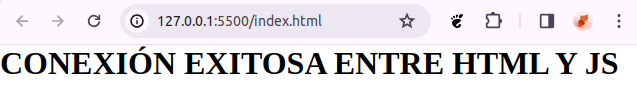 127.0.0.1:5500/index.html
CONEXIÓN EXITOSA ENTRE HTML Y JS